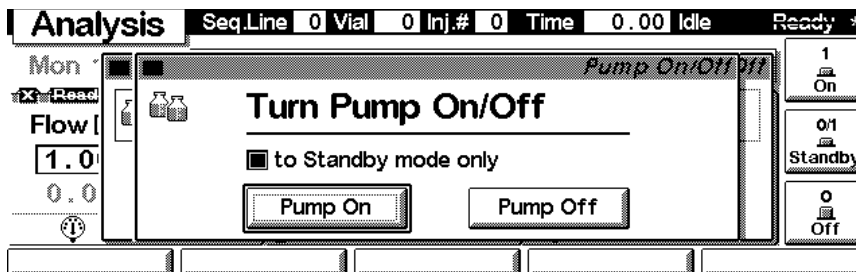 Analysis
Seq.Line 0 Vial 0 Inj.# 0 Time 0.00 Idle Ready *
Mon
Pump On/Off
1
On
Flow [
Turn Pump On/Off
0/1
Standby
1.0
to Standby mode only
0.0
Pump On Pump Off
0
Off